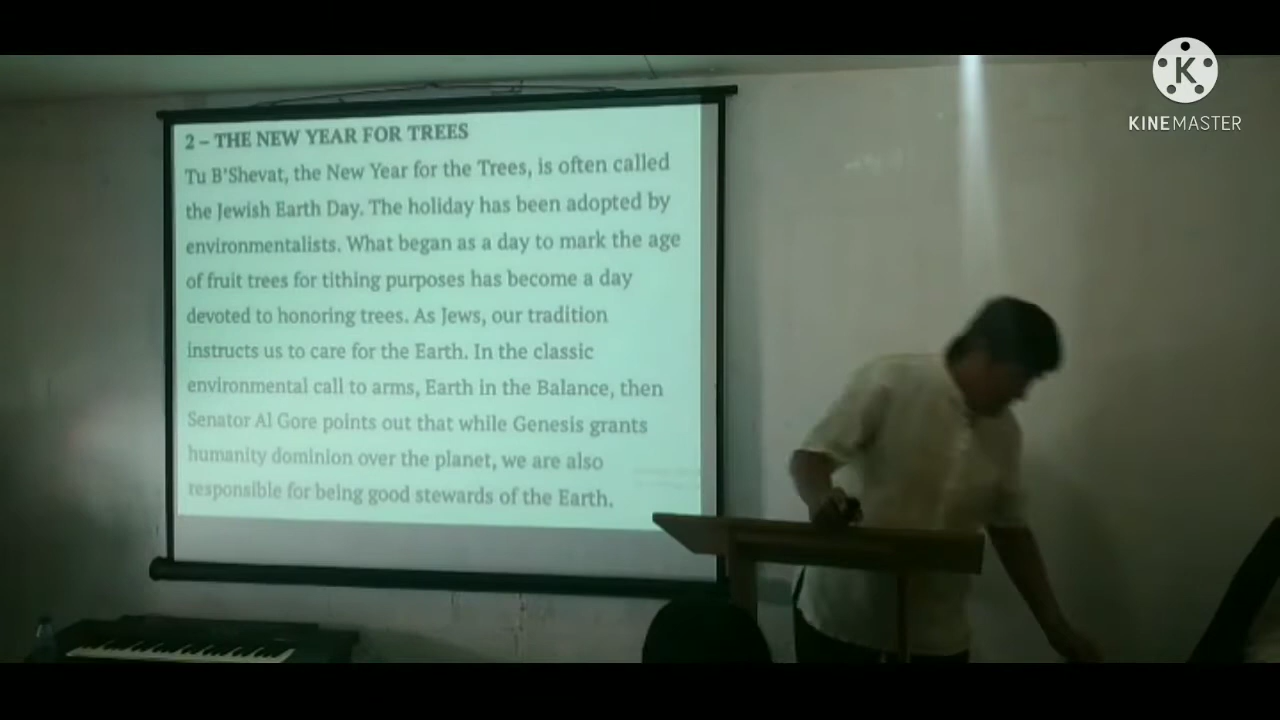 2 – THE NEW YEAR FOR TREES
Tu B'Shevat, the New Year for the Trees, is often called
the Jewish Earth Day. The holiday has been adopted by
environmentalists. What began as a day to mark the age
of fruit trees for tithing purposes has become a day
devoted to honoring trees. As Jews, our tradition
instructs us to care for the Earth. In the classic
environmental call to arms, Earth in the Balance, then
Senator Al Gore points out that while Genesis grants
humanity dominion over the planet, we are also
responsible for being good stewards of the Earth.
K
KINEMASTER